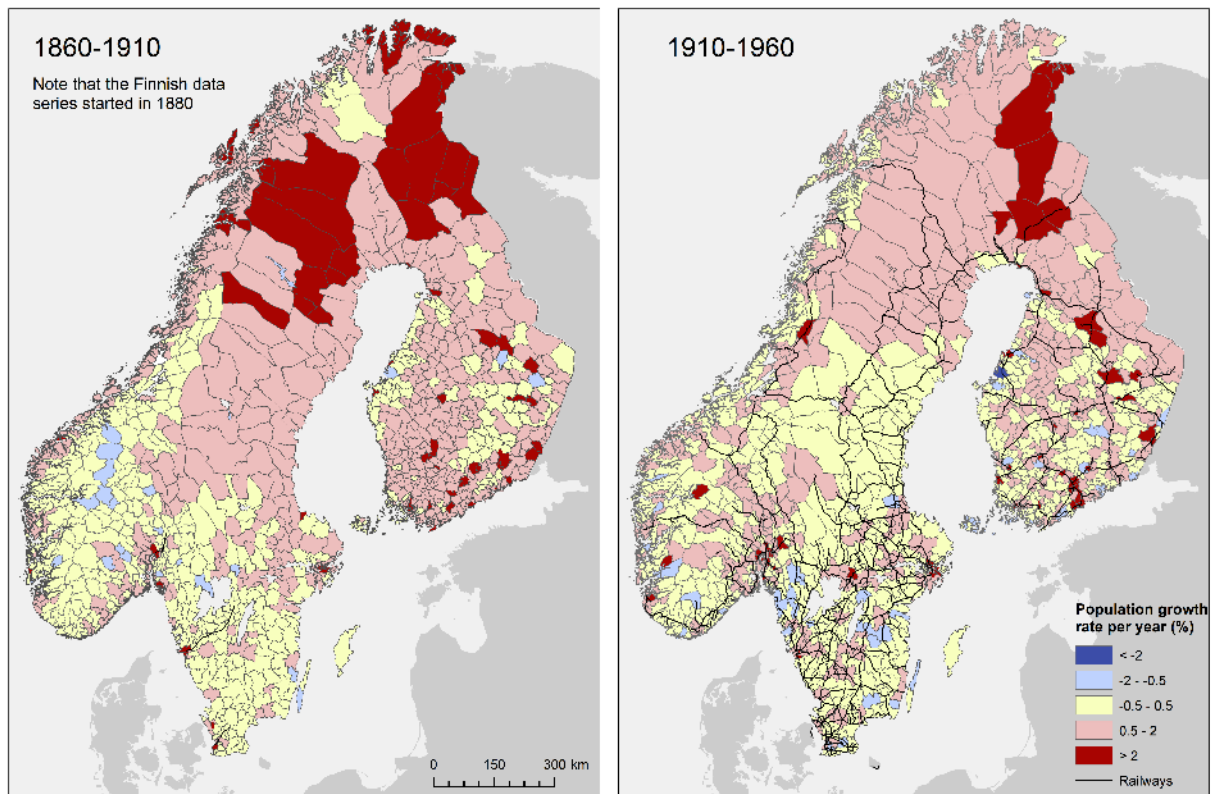 1860-1910
Note that the Finnish data
series started in 1880
0 150 300 km
1910-1960
Population growth
rate per year (%)
< -2
-2 - -0.5
-0.5 - 0.5
0.5 - 2
> 2
Railways